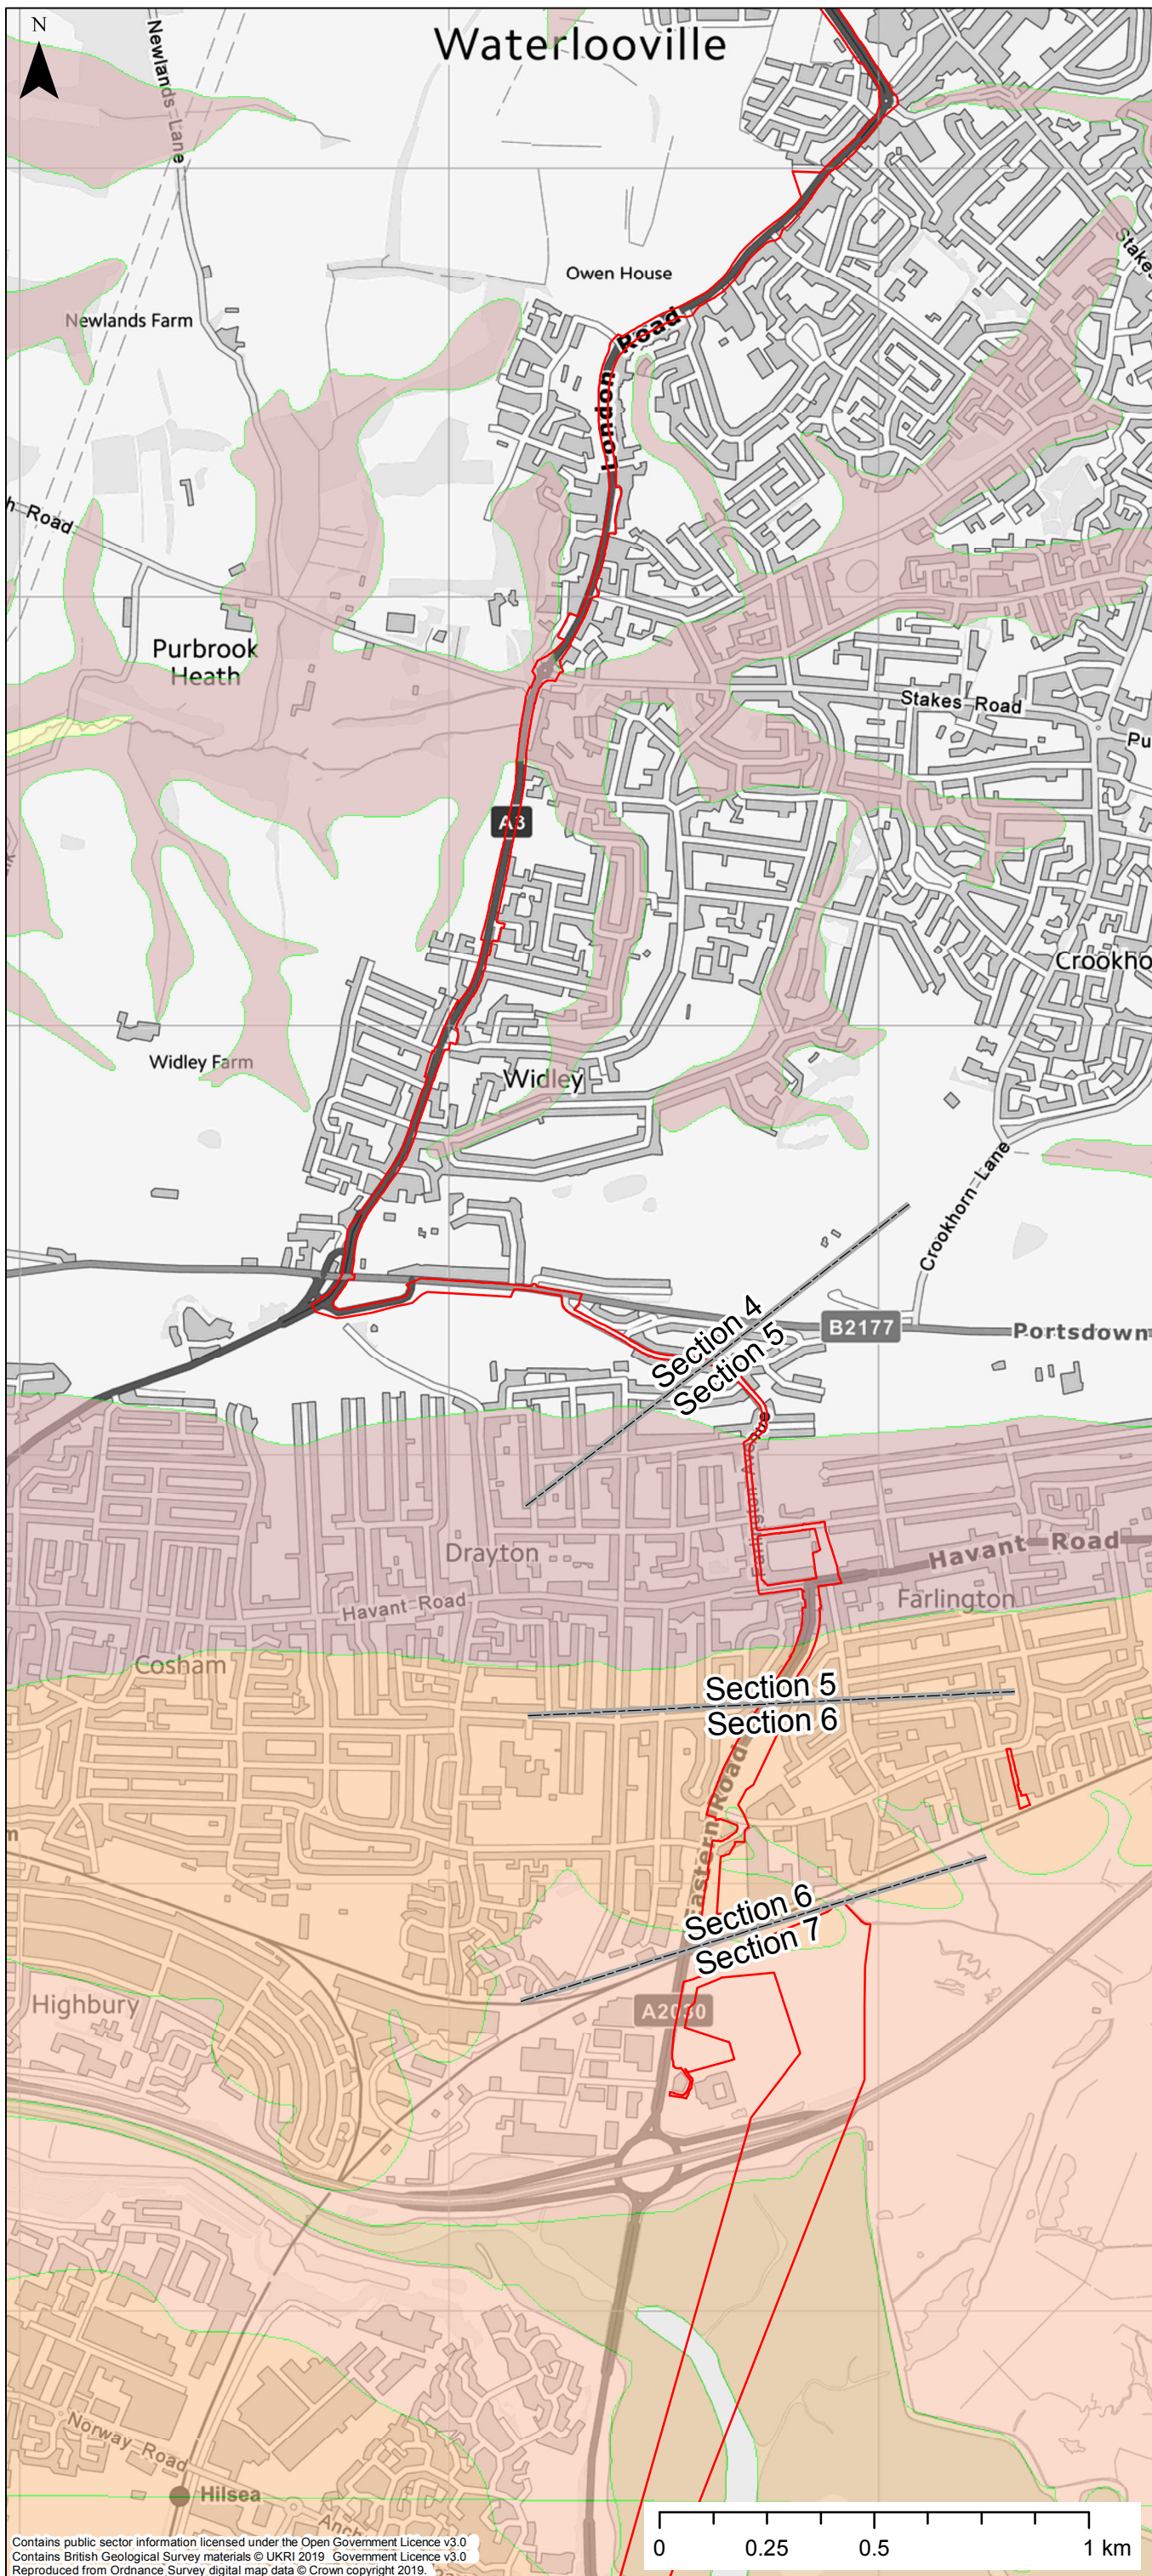 N
Waterlooville
Newlands Lane
Stakes
Owen House
Newlands Farm
London Road
h Road
Purbrook
Heath
Stakes Road
Pu
A3
Crookho
Widley Farm
Widley
Crookhorn Lane
Section 4
Section 5
B2177
Portsdown
Avenue
Drayton
Havant Road
Havant Road
Farlington
Cosham
Section 5
Section 6
Eastern Road
m
Section 6
Section 7
Highbury
A2030
Norway Road
Hilsea
Anch
0 0.25 0.5 1 km
Contains public sector information licensed under the Open Government Licence v3.0
Contains British Geological Survey materials © UKRI 2019 Government Licence v3.0
Reproduced from Ordnance Survey digital map data © Crown copyright 2019.